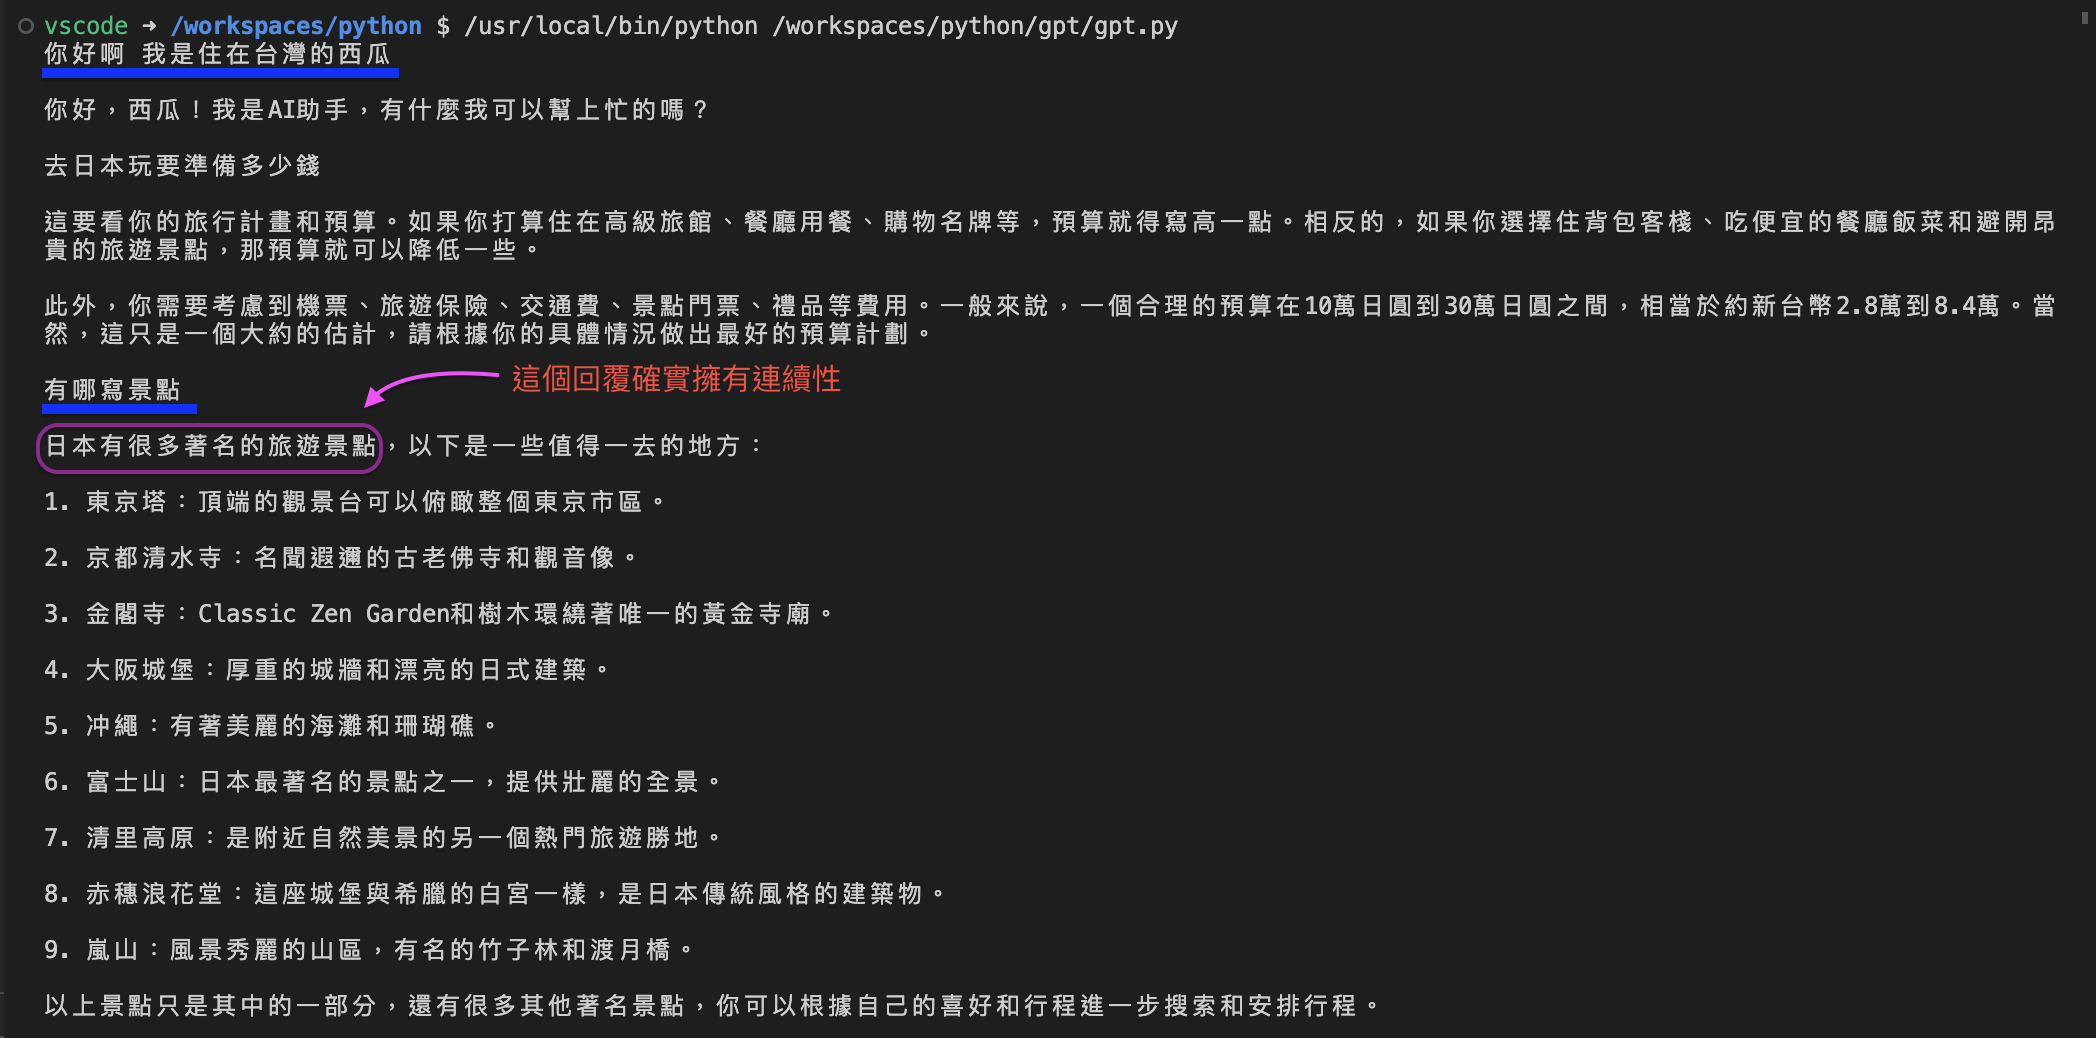 vscode → /workspaces/python $ /usr/local/bin/python /workspaces/python/gpt/gpt.py
你好啊 我是住在台灣的西瓜
你好，西瓜！我是AI助手，有什麼我可以幫上忙的嗎？
去日本玩要準備多少錢
這要看你的旅行計畫和預算。如果你打算住在高級旅館、餐廳用餐、購物名牌等，預算就得寫高一點。相反的，如果你選擇住背包客棧、吃便宜的餐廳飯菜和避開昂
貴的旅遊景點，那預算就可以降低一些。
此外，你需要考慮到機票、旅遊保險、交通費、景點門票、禮品等費用。一般來說，一個合理的預算在10萬日圓到30萬日圓之間，相當於約新台幣2.8萬到8.4萬。當
然，這只是一個大約的估計，請根據你的具體情況做出最好的預算計劃。
有哪寫景點
這個回覆確實擁有連續性
日本有很多著名的旅遊景點，以下是一些值得一去的地方：
1. 東京塔：頂端的觀景台可以俯瞰整個東京市區。
2. 京都清水寺：名聞遐邇的古老佛寺和觀音像。
3. 金閣寺：Classic Zen Garden和樹木環繞著唯一的黃金寺廟。
4. 大阪城堡：厚重的城牆和漂亮的日式建築。
5. 冲繩：有著美麗的海灘和珊瑚礁。
6. 富士山：日本最著名的景點之一，提供壯麗的全景。
7. 清里高原：是附近自然美景的另一個熱門旅遊勝地。
8. 赤穗浪花堂：這座城堡與希臘的白宮一樣，是日本傳統風格的建築物。
9. 嵐山：風景秀麗的山區，有名的竹子林和渡月橋。
以上景點只是其中的一部分，還有很多其他著名景點，你可以根據自己的喜好和行程進一步搜索和安排行程。